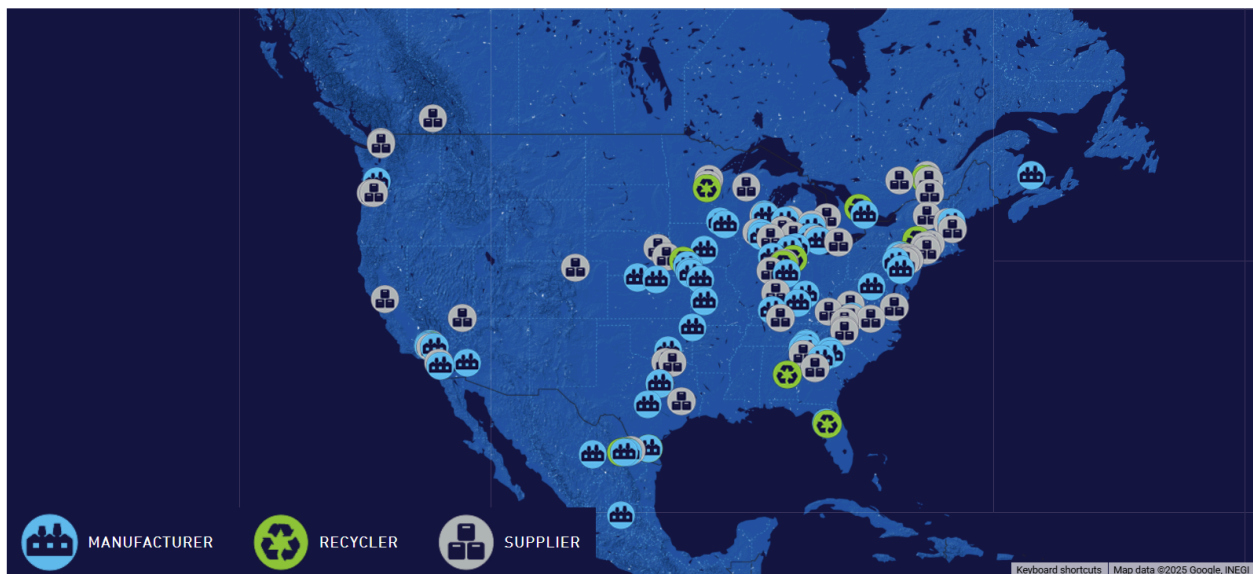 MANUFACTURER
RECYCLER
SUPPLIER
Keyboard shortcuts
Map data ©2025 Google, INEGI